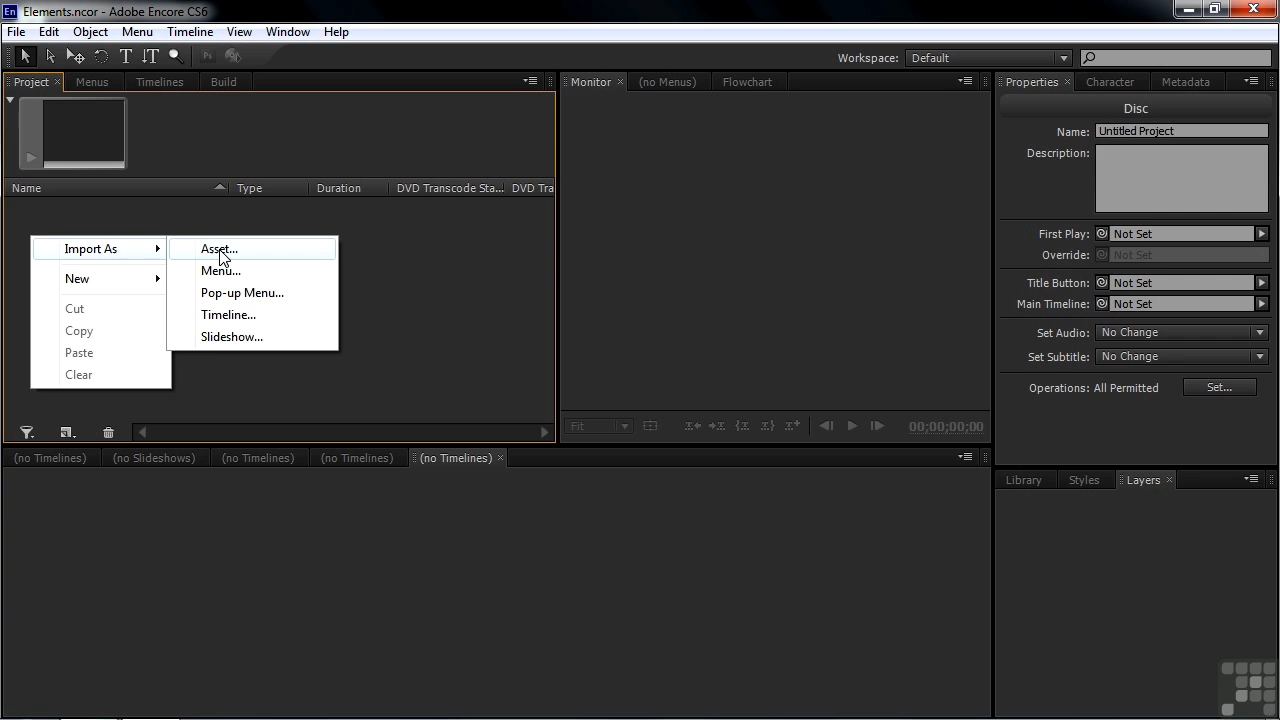 En Elements.ncor - Adobe Encore CS6
File Edit Object Menu Timeline View Window Help
T T Workspace: Default
Project Menus Timelines Build
Monitor (no Menus) Flowchart
Properties Character Metadata
Name Type Duration DVD Transcode Sta... DVD Tra
Import As
New
Cut
Copy
Paste
Clear
Asset...
Menu...
Pop-up Menu...
Timeline...
Slideshow...
Fit 00;00;00;00
Disc
Name: Untitled Project
Description:
First Play: Not Set
Override: Not Set
Title Button: Not Set
Main Timeline: Not Set
Set Audio: No Change
Set Subtitle: No Change
Operations: All Permitted Set...
(no Timelines) (no Slideshows) (no Timelines) (no Timelines) (no Timelines)
Library Styles Layers